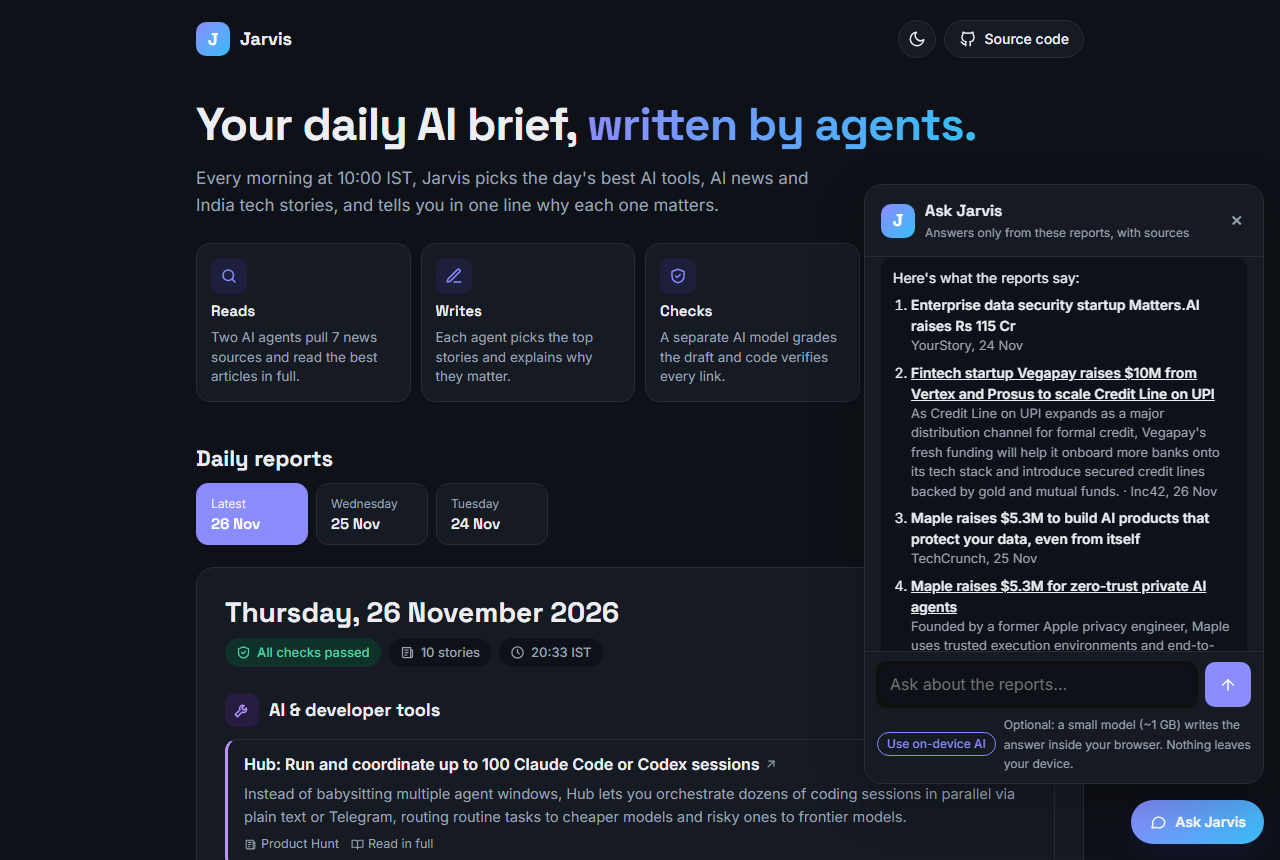 J Jarvis
Source code
Your daily AI brief, written by agents.
Every morning at 10:00 IST, Jarvis picks the day's best AI tools, AI news and
India tech stories, and tells you in one line why each one matters.
Reads
Two AI agents pull 7 news
sources and read the best
articles in full.
Writes
Each agent picks the top
stories and explains why
they matter.
Checks
A separate AI model grades
the draft and code verifies
every link.
Daily reports
Latest
26 Nov
Wednesday
25 Nov
Tuesday
24 Nov
Thursday, 26 November 2026
All checks passed
10 stories
20:33 IST
AI & developer tools
Hub: Run and coordinate up to 100 Claude Code or Codex sessions
Instead of babysitting multiple agent windows, Hub lets you orchestrate dozens of coding sessions in parallel via
plain text or Telegram, routing routine tasks to cheaper models and risky ones to frontier models.
Product Hunt
Read in full
J Ask Jarvis
Answers only from these reports, with sources
Here's what the reports say:
1. Enterprise data security startup Matters.AI
raises Rs 115 Cr
YourStory, 24 Nov
2. Fintech startup Vegapay raises $10M from
Vertex and Prosus to scale Credit Line on UPI
As Credit Line on UPI expands as a major
distribution channel for formal credit, Vegapay's
fresh funding will help it onboard more banks onto
its tech stack and introduce secured credit lines
backed by gold and mutual funds. · Inc42, 26 Nov
3. Maple raises $5.3M to build AI products that
protect your data, even from itself
TechCrunch, 25 Nov
4. Maple raises $5.3M for zero-trust private AI
agents
Founded by a former Apple privacy engineer, Maple
uses trusted execution environments and end-to-
Ask about the reports...
Use on-device AI
Optional: a small model (~1 GB) writes the
answer inside your browser. Nothing leaves
your device.
Ask Jarvis